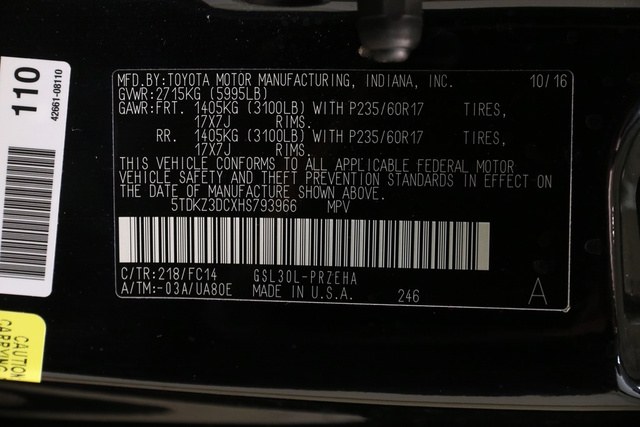 MFD.BY:TOYOTA MOTOR MANUFACTURING, INDIANA, INC. 10/16
GVWR:2715KG (5995LB)
GAWR:FRT. 1405KG (3100LB) WITH P235/60R17 TIRES,
17X7J RIMS.
RR. 1405KG (3100LB) WITH P235/60R17 TIRES,
17X7J RIMS.
THIS VEHICLE CONFORMS TO ALL APPLICABLE FEDERAL MOTOR
VEHICLE SAFETY AND THEFT PREVENTION STANDARDS IN EFFECT ON
THE DATE OF MANUFACTURE SHOWN ABOVE.
5TDKZ3DCXHS793966 MPV
C/TR:218/FC14 GSL30L-PRZEHA
A/TM:-03A/UA80E MADE IN U.S.A. 246 A
110
42661-08110
CAUTION